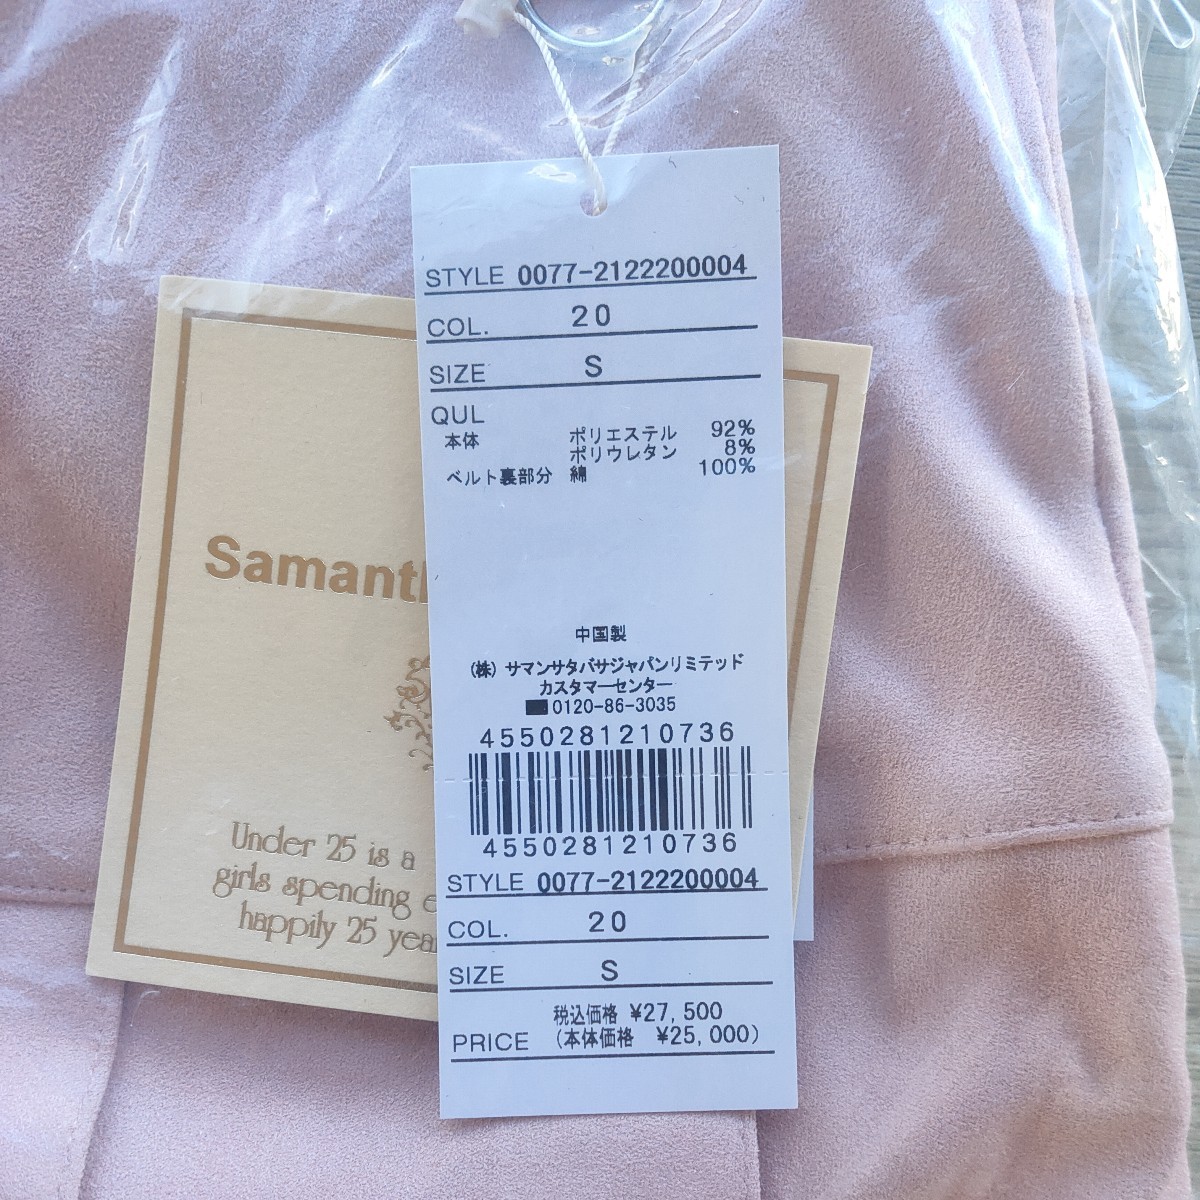 STYLE 0077-2122200004
COL. 20
SIZE S
QUL
本体 ポリエステル 92%
ポリウレタン 8%
ベルト裏部分 綿 100%
中国製
(株) サマンサタバサジャパンリミテッド
カスタマーセンター
0120-86-3035
4550281210736
4550281210736
STYLE 0077-2122200004
COL. 20
SIZE S
税込価格 ¥27,500
PRICE (本体価格 ¥25,000)
Under 25 is a
girls spending
happily 25